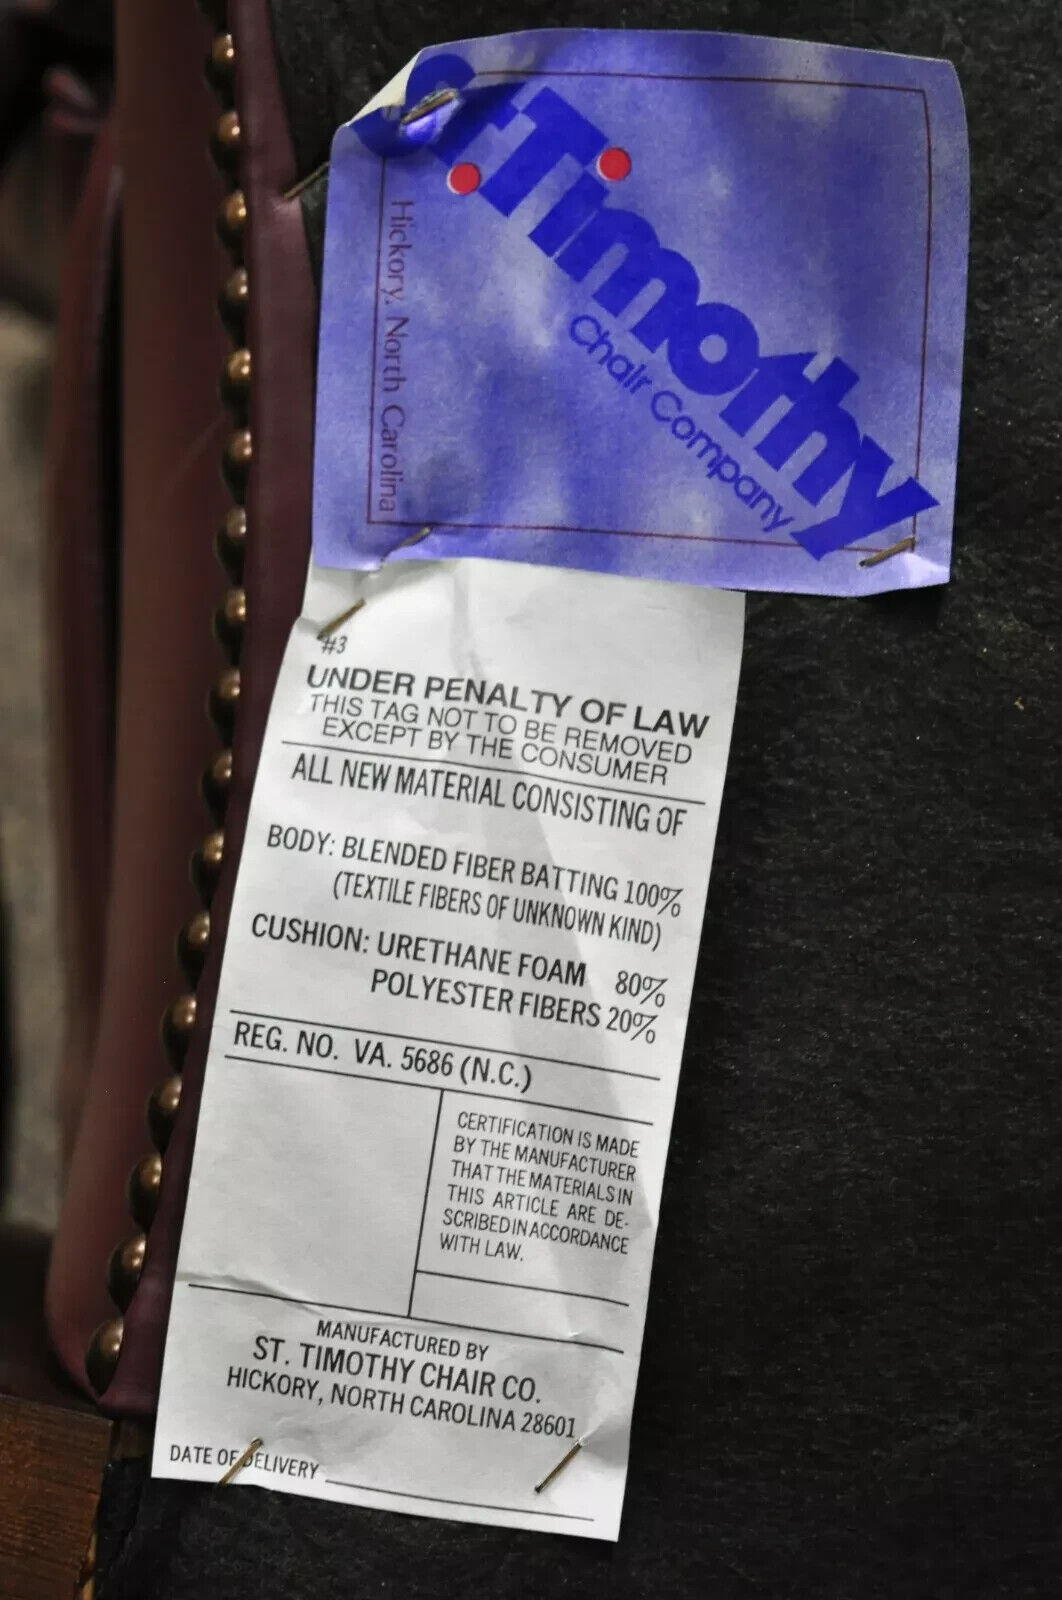 St. Timothy
Chair Company
Hickory, North Carolina
#3
UNDER PENALTY OF LAW
THIS TAG NOT TO BE REMOVED
EXCEPT BY THE CONSUMER
ALL NEW MATERIAL CONSISTING OF
BODY: BLENDED FIBER BATTING 100%
(TEXTILE FIBERS OF UNKNOWN KIND)
CUSHION: URETHANE FOAM 80%
POLYESTER FIBERS 20%
REG. NO. VA. 5686 (N.C.)
CERTIFICATION IS MADE
BY THE MANUFACTURER
THAT THE MATERIALS IN
THIS ARTICLE ARE DE-
SCRIBED IN ACCORDANCE
WITH LAW.
MANUFACTURED BY
ST. TIMOTHY CHAIR CO.
HICKORY, NORTH CAROLINA 28601
DATE OF DELIVERY